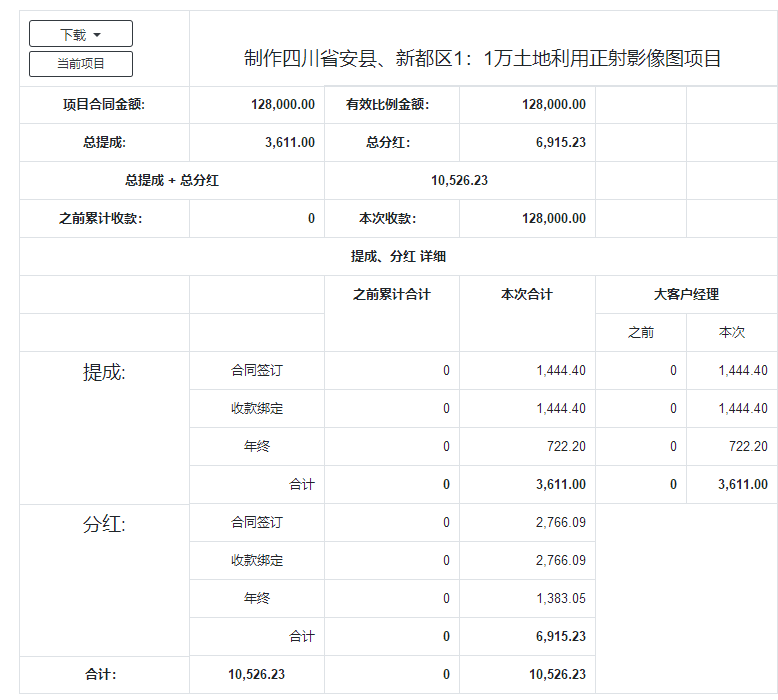 下载
当前项目
制作四川省安县、新都区1：1万土地利用正射影像图项目
项目合同金额: 128,000.00 有效比例金额: 128,000.00
总提成: 3,611.00 总分红: 6,915.23
总提成 + 总分红 10,526.23
之前累计收款: 0 本次收款: 128,000.00
提成、分红 详细
之前累计合计 本次合计 大客户经理
之前 本次
提成: 合同签订 0 1,444.40 0 1,444.40
收款绑定 0 1,444.40 0 1,444.40
年终 0 722.20 0 722.20
合计 0 3,611.00 0 3,611.00
分红: 合同签订 0 2,766.09
收款绑定 0 2,766.09
年终 0 1,383.05
合计 0 6,915.23
合计: 10,526.23 0 10,526.23